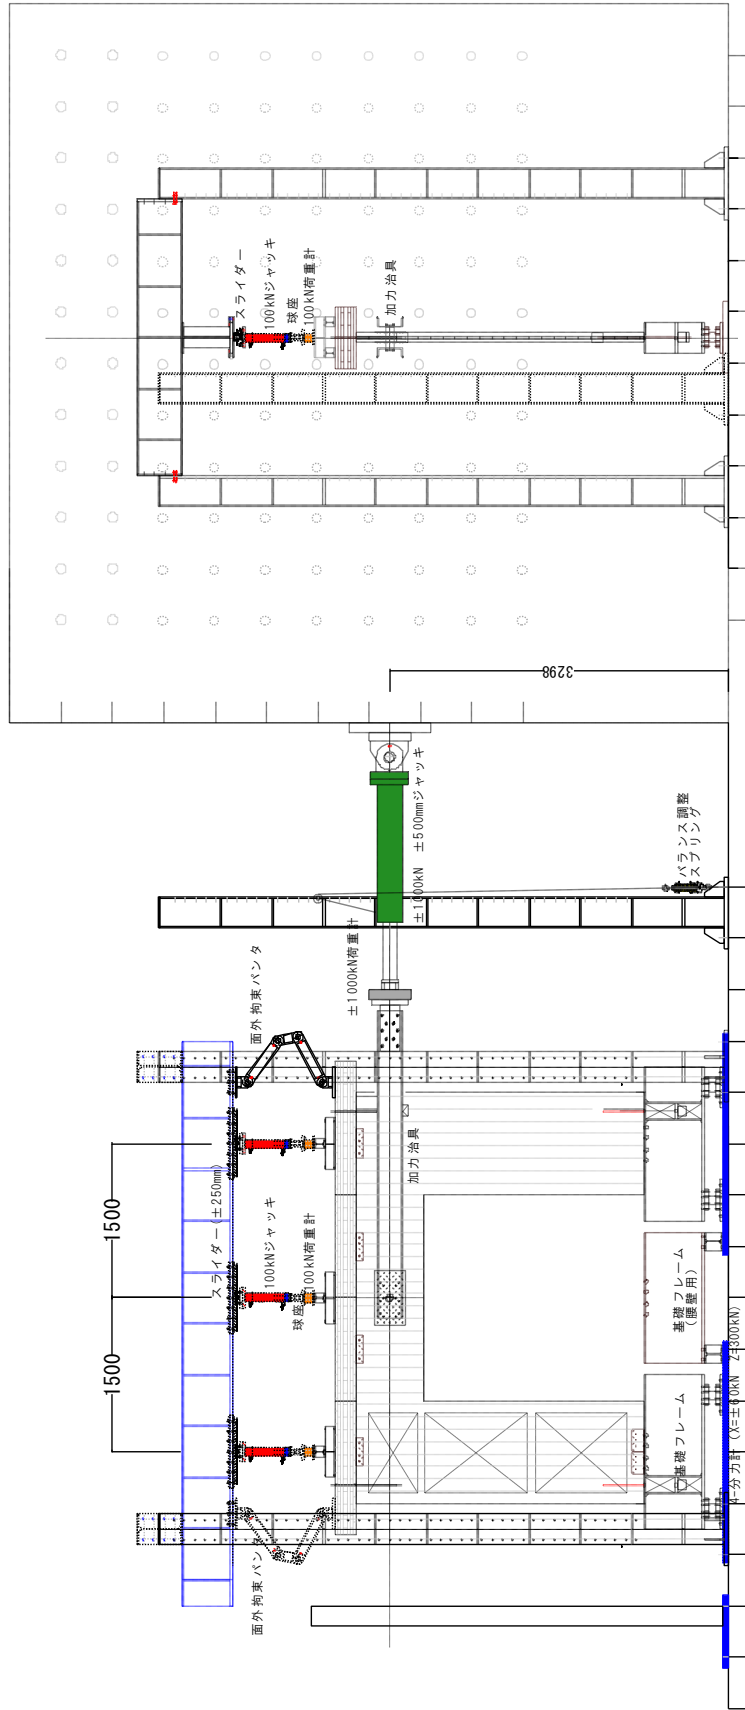 スライダー
100kNジャッキ
球座
100kN荷重計
加力治具
3298
±1000kN ±500mmジャッキ
バランス調整
スプリング
±1000kN荷重計
面外拘束パンタ
1500
1500
スライダー(±250mm)
100kNジャッキ
球座
100kN荷重計
加力治具
基礎フレーム
(腰壁用)
基礎フレーム
面外拘束パンタ
4-分力計 (X=±60kN Z=300kN)